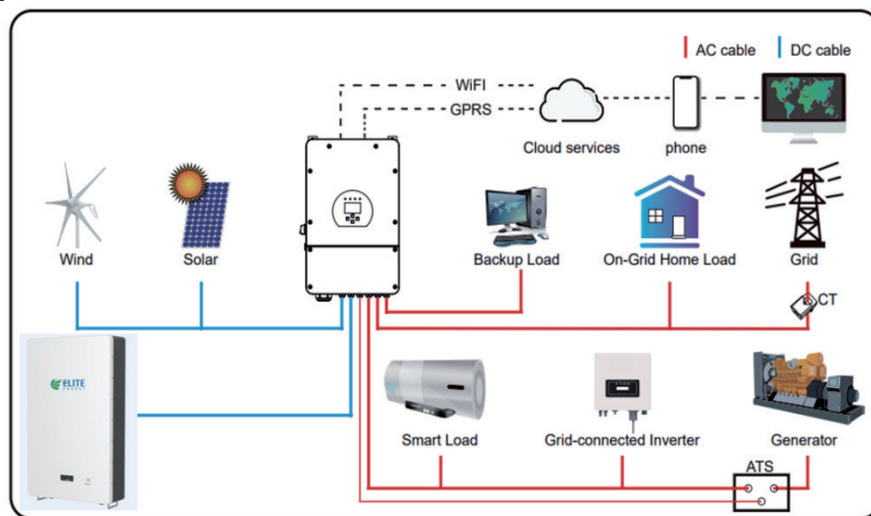 AC cable
DC cable
WiFI
GPRS
Cloud services
phone
Wind
Solar
Backup Load
On-Grid Home Load
Grid
CT
ELITE
ENERGY
Smart Load
Grid-connected Inverter
Generator
ATS